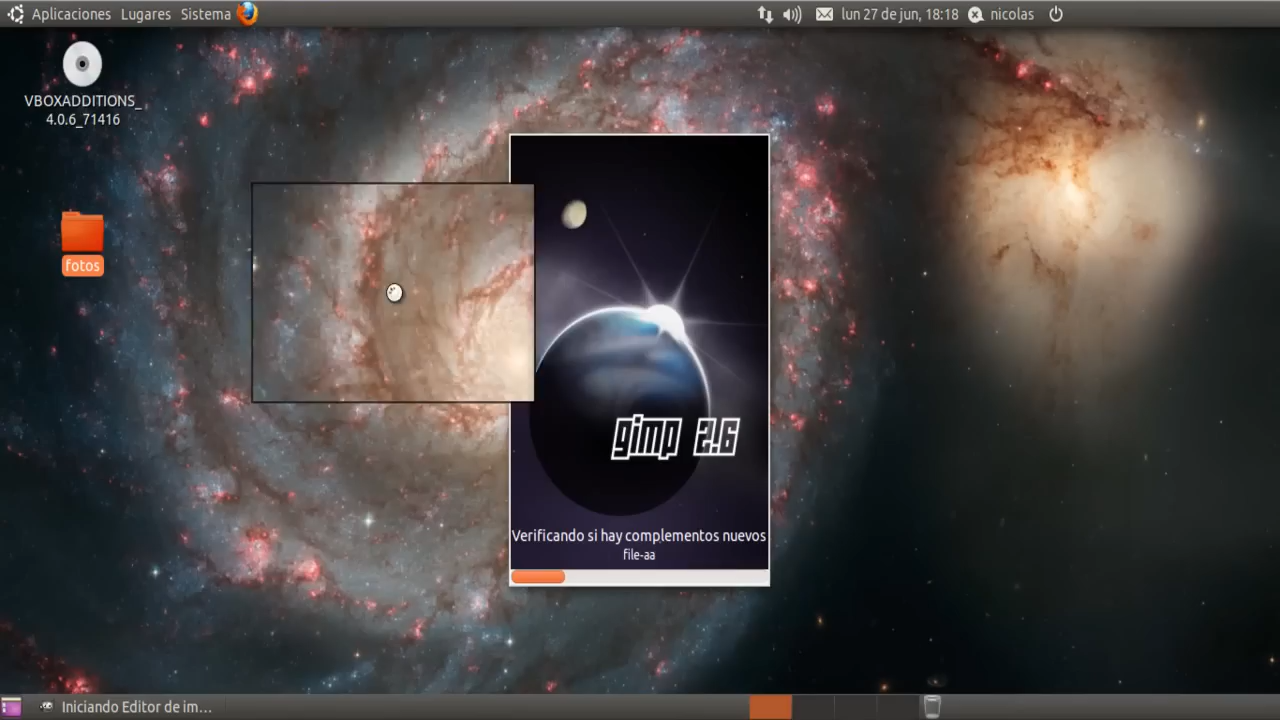 Aplicaciones Lugares Sistema
lun 27 de jun, 18:18 nicolas
VBOXADDITIONS_
4.0.6_71416
fotos
gimp 2.6
Verificando si hay complementos nuevos
file-aa
Iniciando Editor de im…